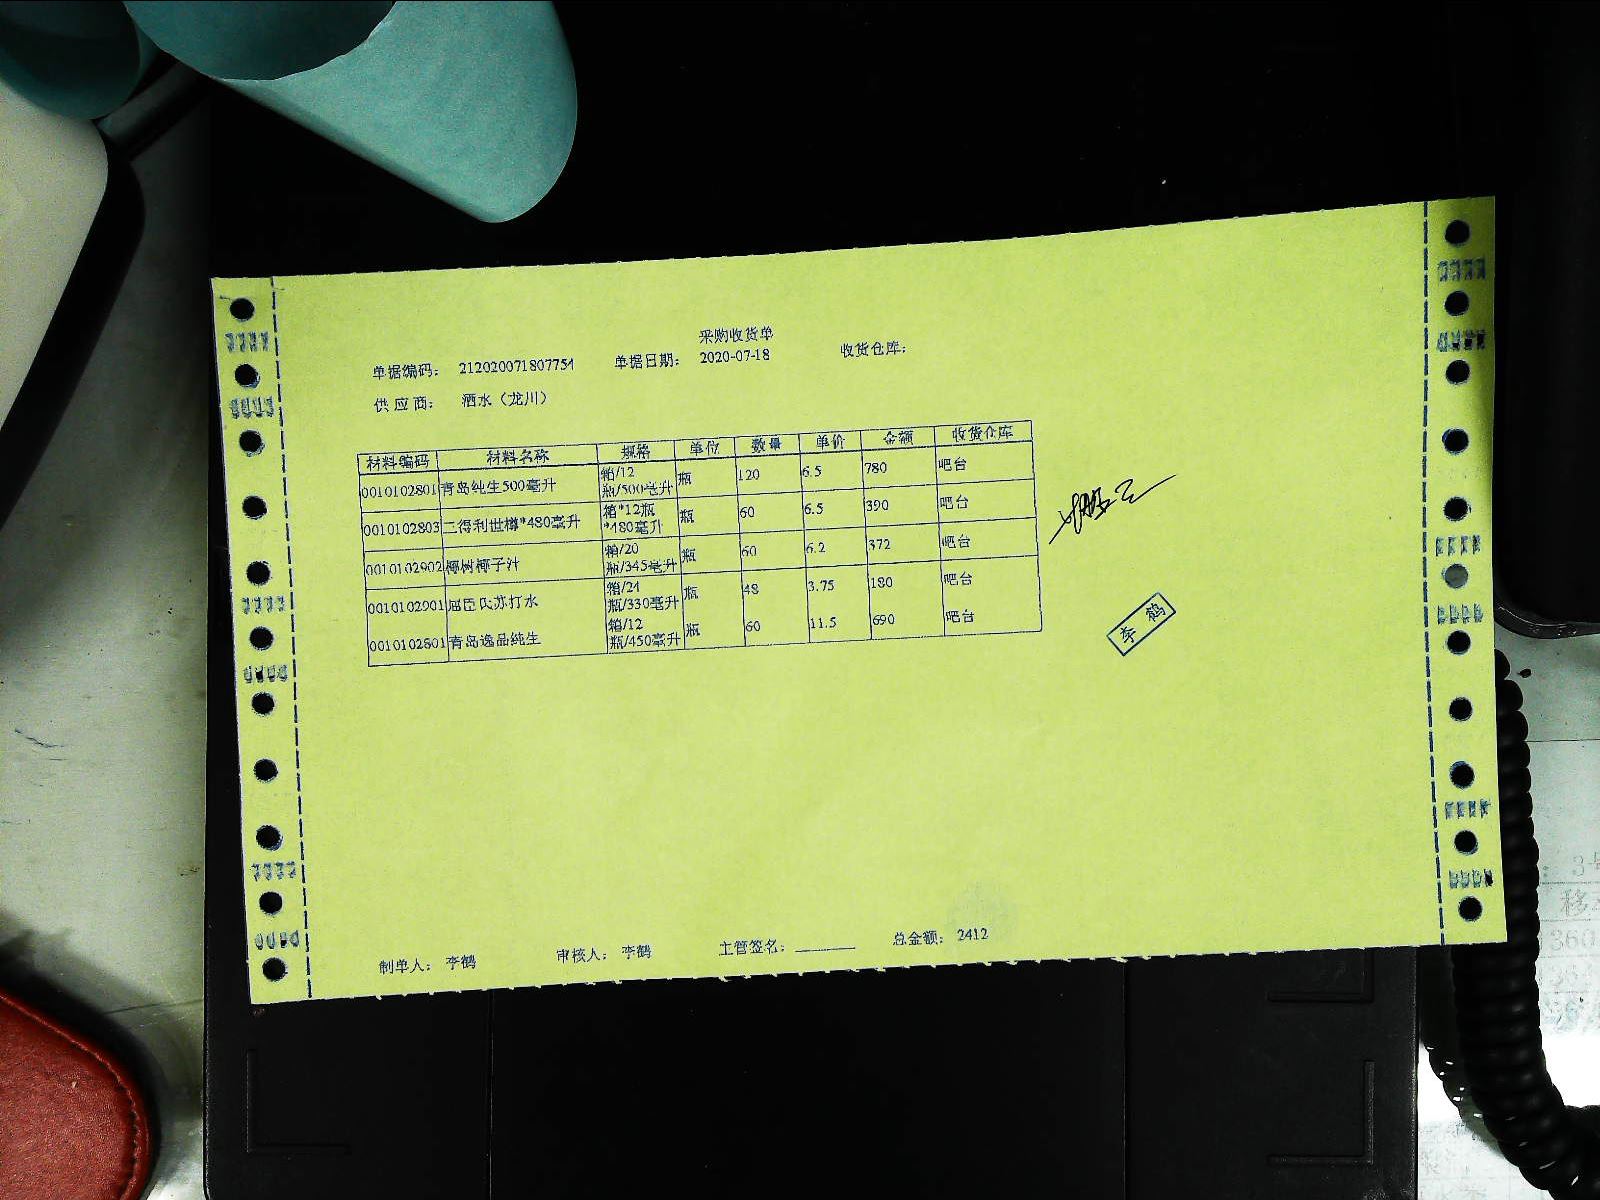 采购收货单
单据编码： 212020071807754 单据日期： 2020-07-18 收货仓库：
供应商： 酒水（龙川）
材料编码 材料名称 规格 单位 数量 单价 金额 收货仓库
0010102801 青岛纯生500毫升 箱/12瓶/500毫升 瓶 120 6.5 780 吧台
0010102803 二得利世樽*480毫升 箱*12瓶*480毫升 瓶 60 6.5 390 吧台
0010102902 椰树椰子汁 箱/20瓶/345毫升 瓶 60 6.2 372 吧台
0010102901 屈臣氏苏打水 箱/24瓶/330毫升 瓶 48 3.75 180 吧台
0010102801 青岛逸品纯生 箱/12瓶/450毫升 瓶 60 11.5 690 吧台
李鹤
制单人： 李鹤 审核人： 李鹤 主管签名： 总金额： 2412